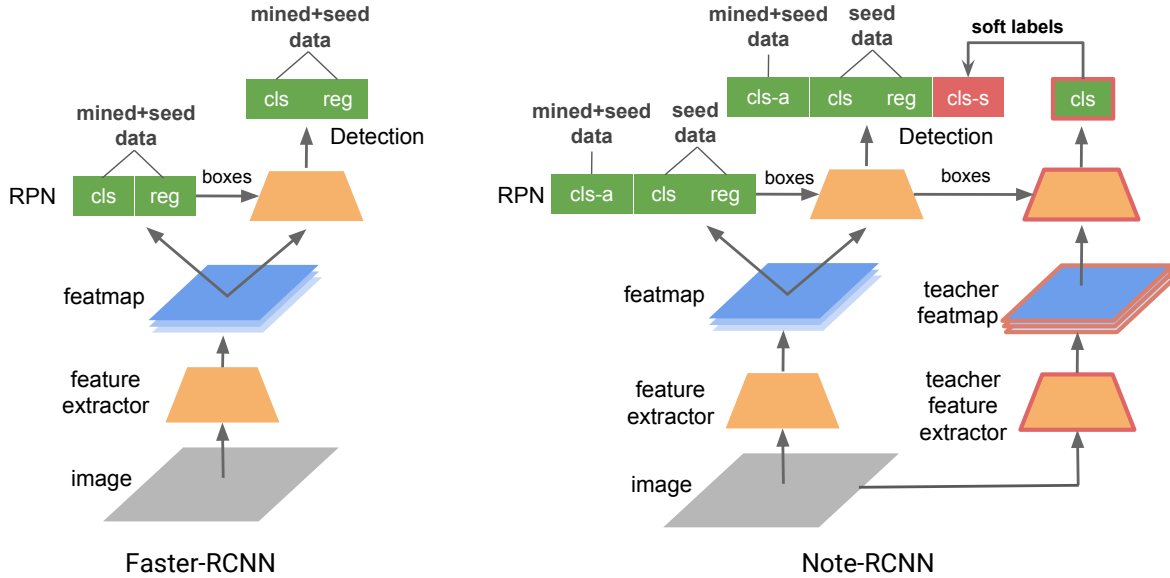 mined+seed
data
cls reg
Detection
mined+seed
data
RPN
cls reg
boxes
featmap
feature
extractor
image
Faster-RCNN
mined+seed
data
seed
data
soft labels
cls-a cls reg cls-s
cls
Detection
mined+seed
data
seed
data
RPN
cls-a cls reg
boxes
boxes
featmap
teacher
featmap
feature
extractor
teacher
feature
extractor
image
Note-RCNN